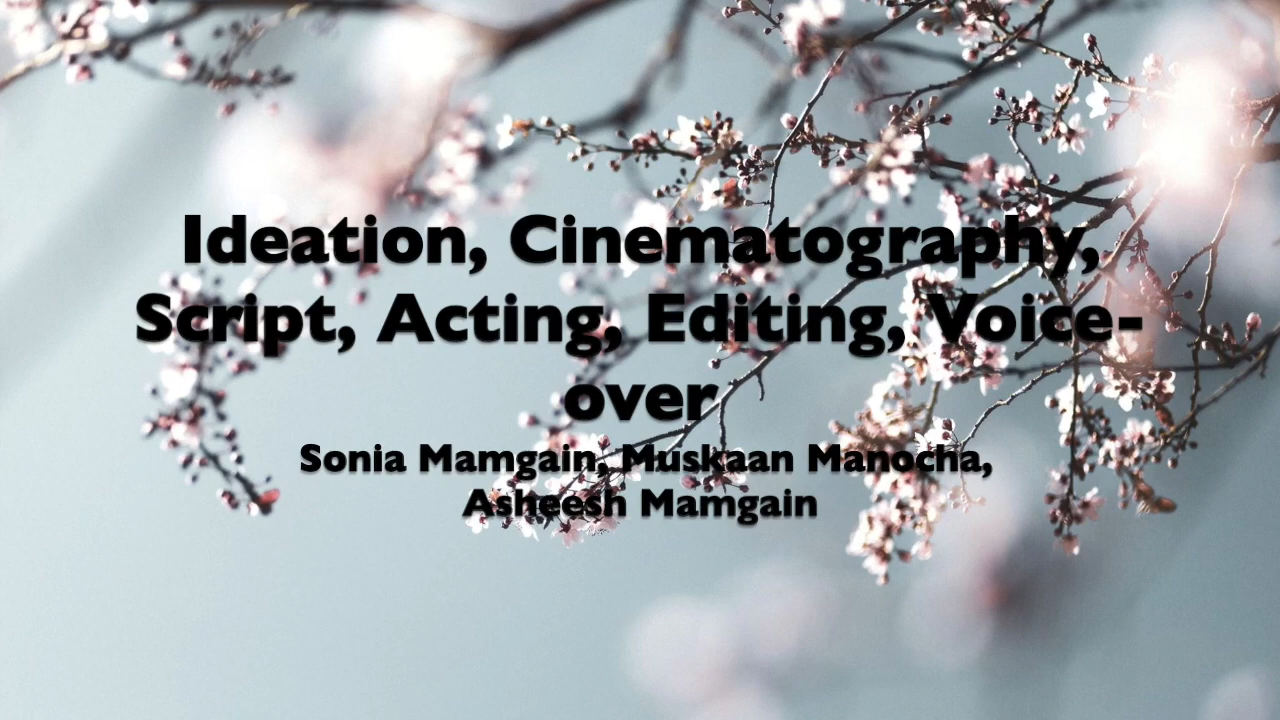 Ideation, Cinematography,
Script, Acting, Editing, Voice-
over
Sonia Mamgain, Muskaan Manocha,
Asheesh Mamgain